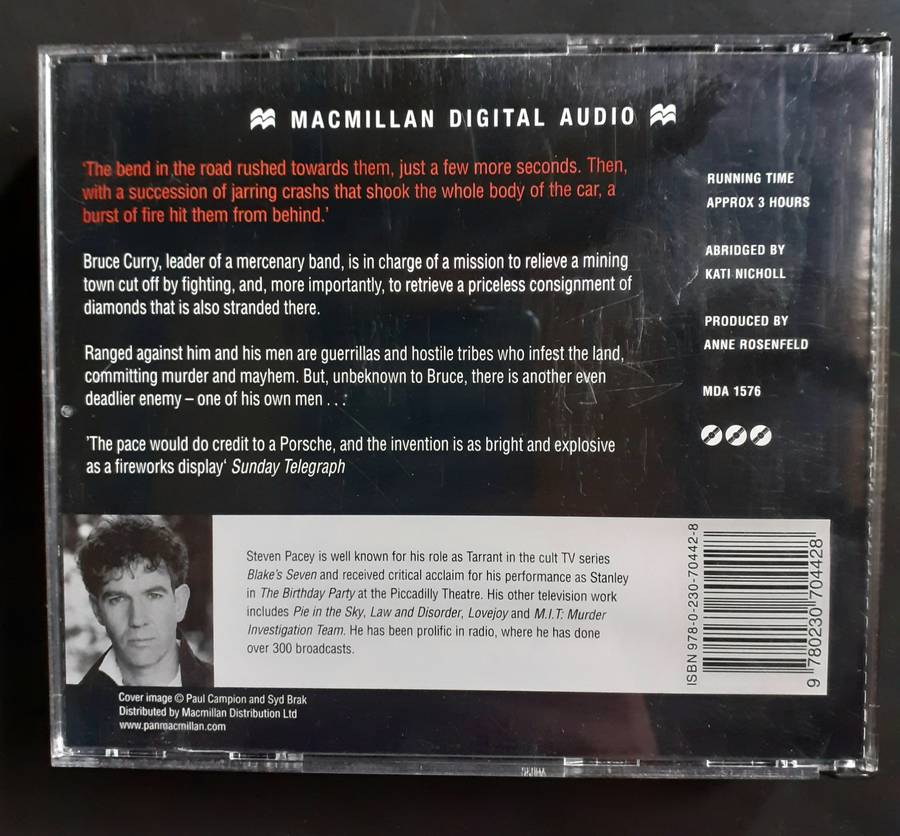 MACMILLAN DIGITAL AUDIO
'The bend in the road rushed towards them, just a few more seconds. Then,
with a succession of jarring crashs that shook the whole body of the car, a
burst of fire hit them from behind.'
Bruce Curry, leader of a mercenary band, is in charge of a mission to relieve a mining
town cut off by fighting, and, more importantly, to retrieve a priceless consignment of
diamonds that is also stranded there.
Ranged against him and his men are guerrillas and hostile tribes who infest the land,
committing murder and mayhem. But, unbeknown to Bruce, there is another even
deadlier enemy – one of his own men . . .
'The pace would do credit to a Porsche, and the invention is as bright and explosive
as a fireworks display' Sunday Telegraph
RUNNING TIME
APPROX 3 HOURS
ABRIDGED BY
KATI NICHOLL
PRODUCED BY
ANNE ROSENFELD
MDA 1576
Steven Pacey is well known for his role as Tarrant in the cult TV series
Blake's Seven and received critical acclaim for his performance as Stanley
in The Birthday Party at the Piccadilly Theatre. His other television work
includes Pie in the Sky, Law and Disorder, Lovejoy and M.I.T: Murder
Investigation Team. He has been prolific in radio, where he has done
over 300 broadcasts.
ISBN 978-0-230-70442-8
9 780230 704428
Cover image © Paul Campion and Syd Brak
Distributed by Macmillan Distribution Ltd
www.panmacmillan.com